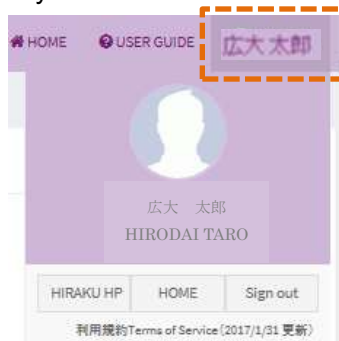 HOME USER GUIDE 広大 太郎
広大 太郎
HIRODAI TARO
HIRAKU HP HOME Sign out
利用規約Terms of Service(2017/1/31 更新)